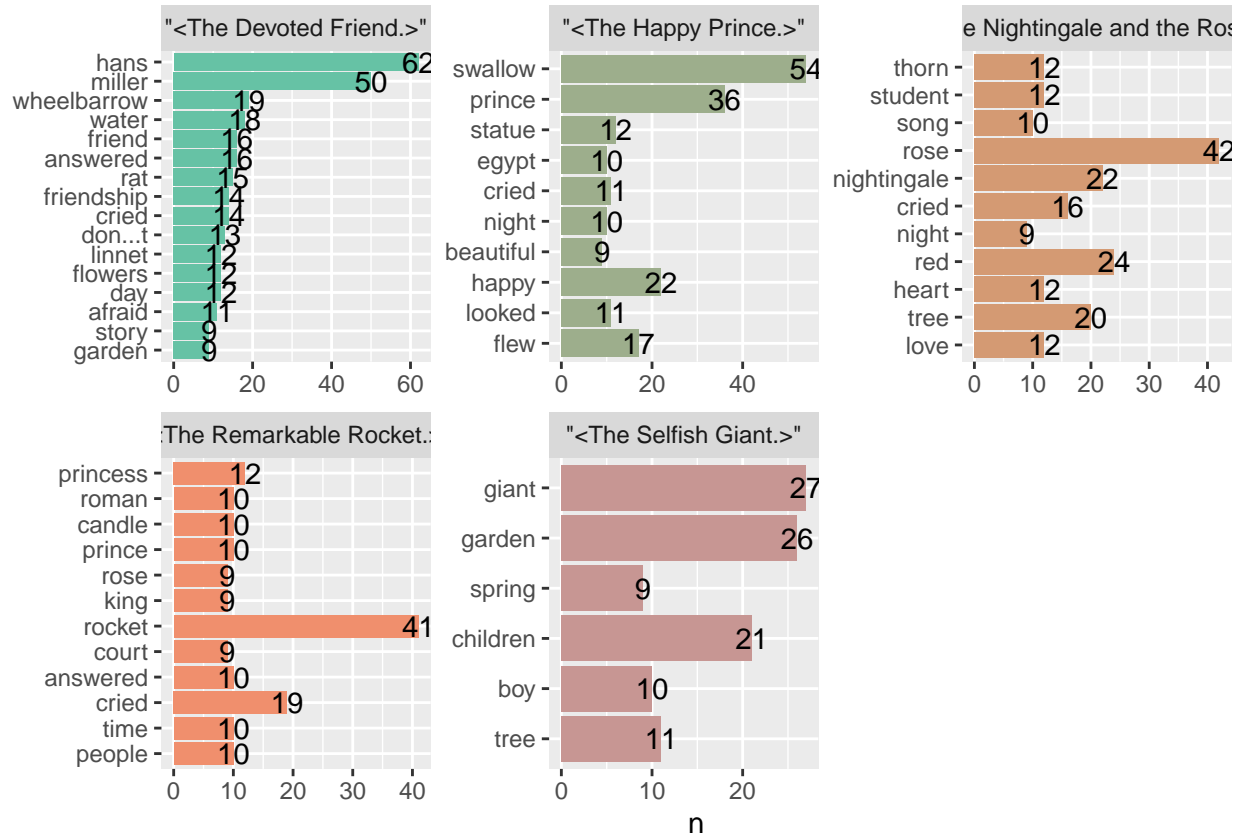 "<The Devoted Friend.>"
hans 62
miller 50
wheelbarrow 19
water 18
friend 16
answered 16
rat 15
friendship 14
cried 14
don...t 13
linnet 12
flowers 12
day 12
afraid 11
story 9
garden 9
0 20 40 60
"<The Happy Prince.>"
swallow 54
prince 36
statue 12
egypt 10
cried 11
night 10
beautiful 9
happy 22
looked 11
flew 17
0 20 40
e Nightingale and the Ros
thorn 12
student 12
song 10
rose 42
nightingale 22
cried 16
night 9
red 24
heart 12
tree 20
love 12
0 10 20 30 40
The Remarkable Rocket.
princess 12
roman 10
candle 10
prince 10
rose 9
king 9
rocket 41
court 9
answered 10
cried 19
time 10
people 10
0 10 20 30 40
"<The Selfish Giant.>"
giant 27
garden 26
spring 9
children 21
boy 10
tree 11
0 10 20
n